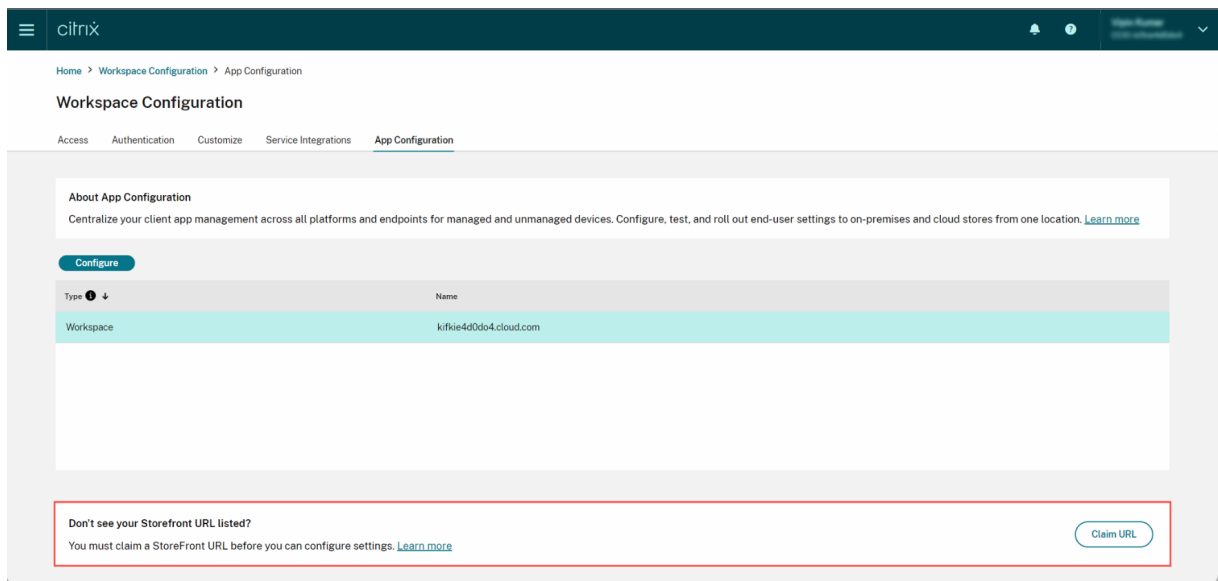 citrix
Home > Workspace Configuration > App Configuration
Workspace Configuration
Access Authentication Customize Service Integrations App Configuration
About App Configuration
Centralize your client app management across all platforms and endpoints for managed and unmanaged devices. Configure, test, and roll out end-user settings to on-premises and cloud stores from one location. Learn more
Configure
Type Name
Workspace kifkie4d0do4.cloud.com
Don't see your Storefront URL listed?
You must claim a StoreFront URL before you can configure settings. Learn more
Claim URL